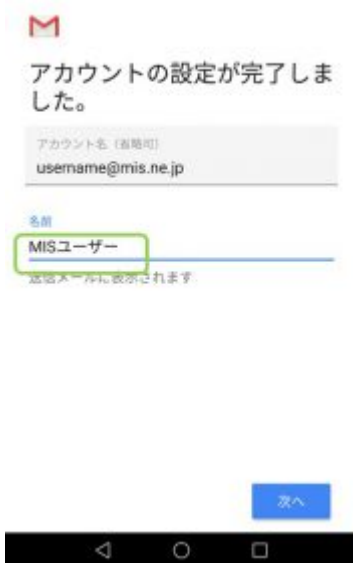 アカウントの設定が完了しま
した。
アカウント名（省略可）
username@mis.ne.jp
名前
MISユーザー
送信メールに表示されます
次へ